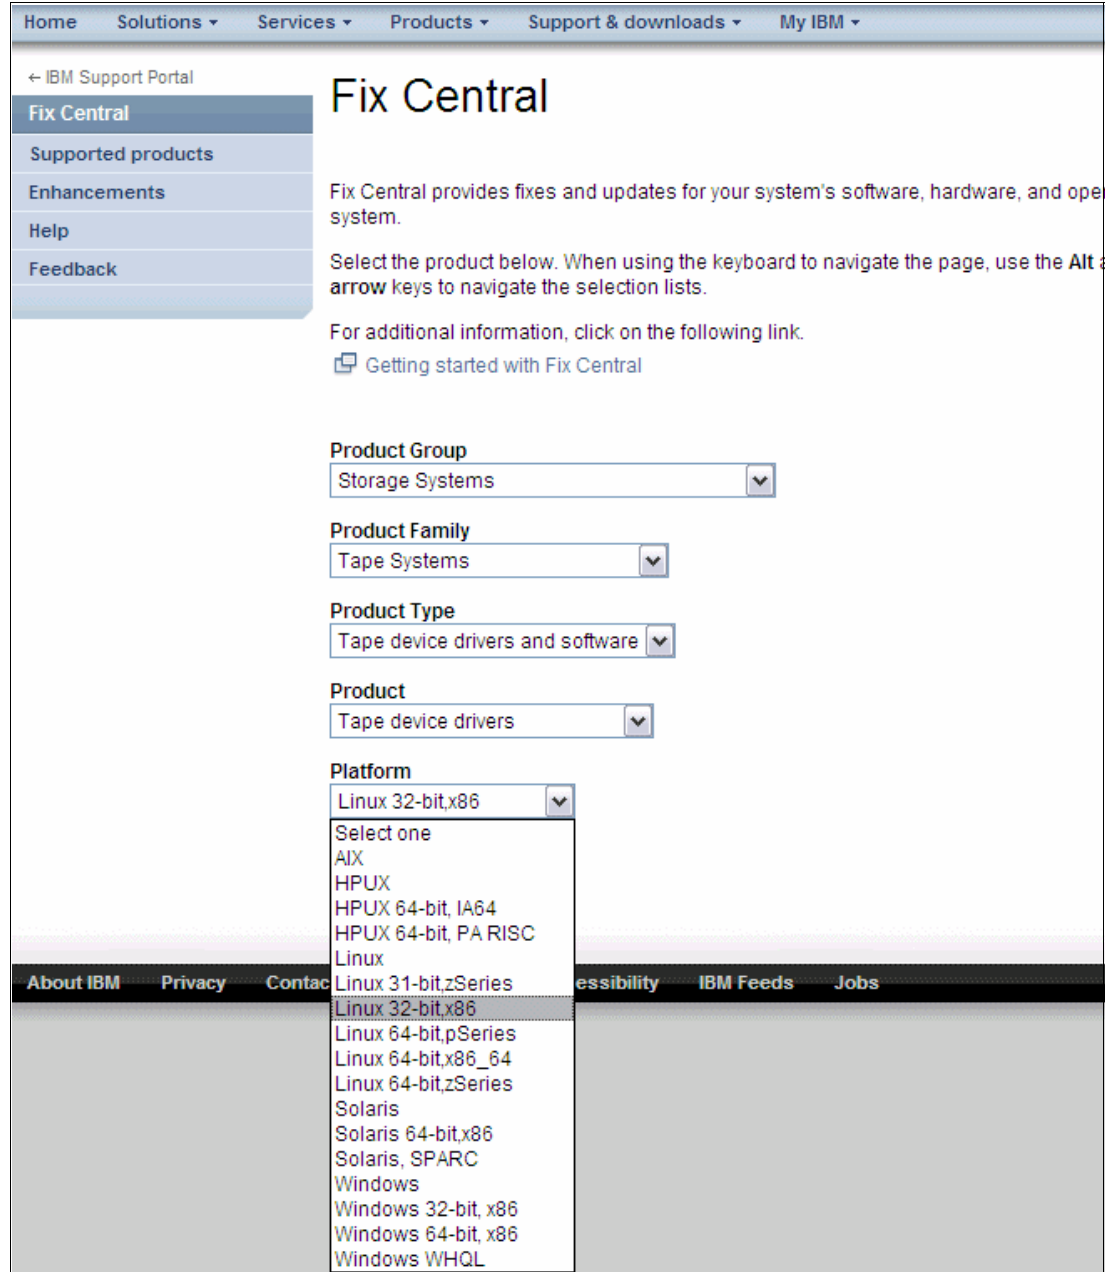 Home Solutions Services Products Support & downloads My IBM
← IBM Support Portal
Fix Central
Supported products
Enhancements
Help
Feedback
Fix Central
Fix Central provides fixes and updates for your system's software, hardware, and oper
system.
Select the product below. When using the keyboard to navigate the page, use the Alt a
arrow keys to navigate the selection lists.
For additional information, click on the following link.
Getting started with Fix Central
Product Group
Storage Systems
Product Family
Tape Systems
Product Type
Tape device drivers and software
Product
Tape device drivers
Platform
Linux 32-bit,x86
Select one
AIX
HPUX
HPUX 64-bit, IA64
HPUX 64-bit, PA RISC
Linux
Linux 31-bit,zSeries
Linux 32-bit,x86
Linux 64-bit,pSeries
Linux 64-bit,x86_64
Linux 64-bit,zSeries
Solaris
Solaris 64-bit,x86
Solaris, SPARC
Windows
Windows 32-bit, x86
Windows 64-bit, x86
Windows WHQL
About IBM Privacy Contac essibility IBM Feeds Jobs